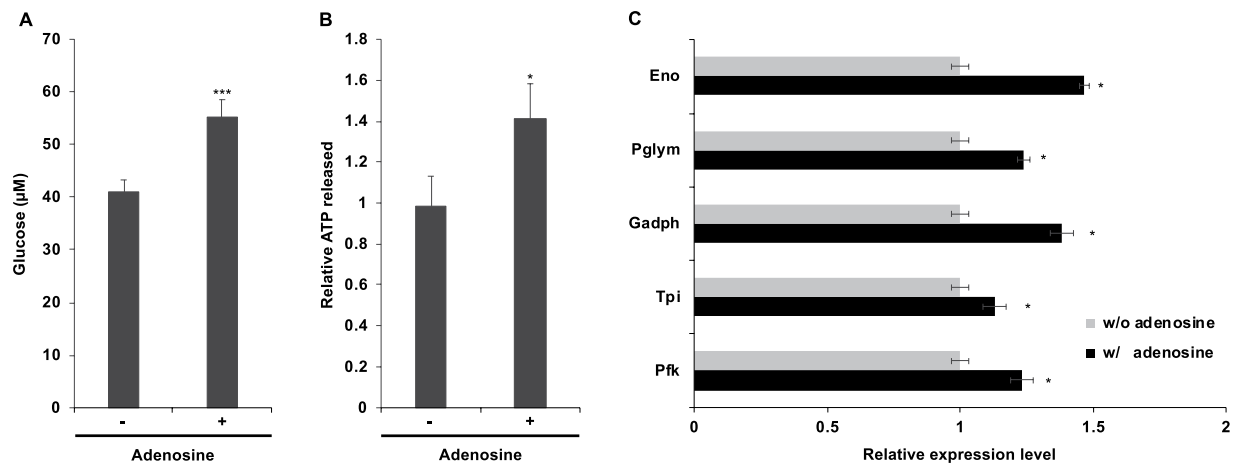 A
Glucose (µM)
70
60
50
40
30
20
10
0
***
- +
Adenosine
B
Relative ATP released
1.8
1.6
1.4
1.2
1
0.8
0.6
0.4
0.2
0
*
- +
Adenosine
C
Eno
*
Pglym
*
Gadph
*
Tpi
*
Pfk
*
w/o adenosine
w/ adenosine
0 0.5 1 1.5 2
Relative expression level